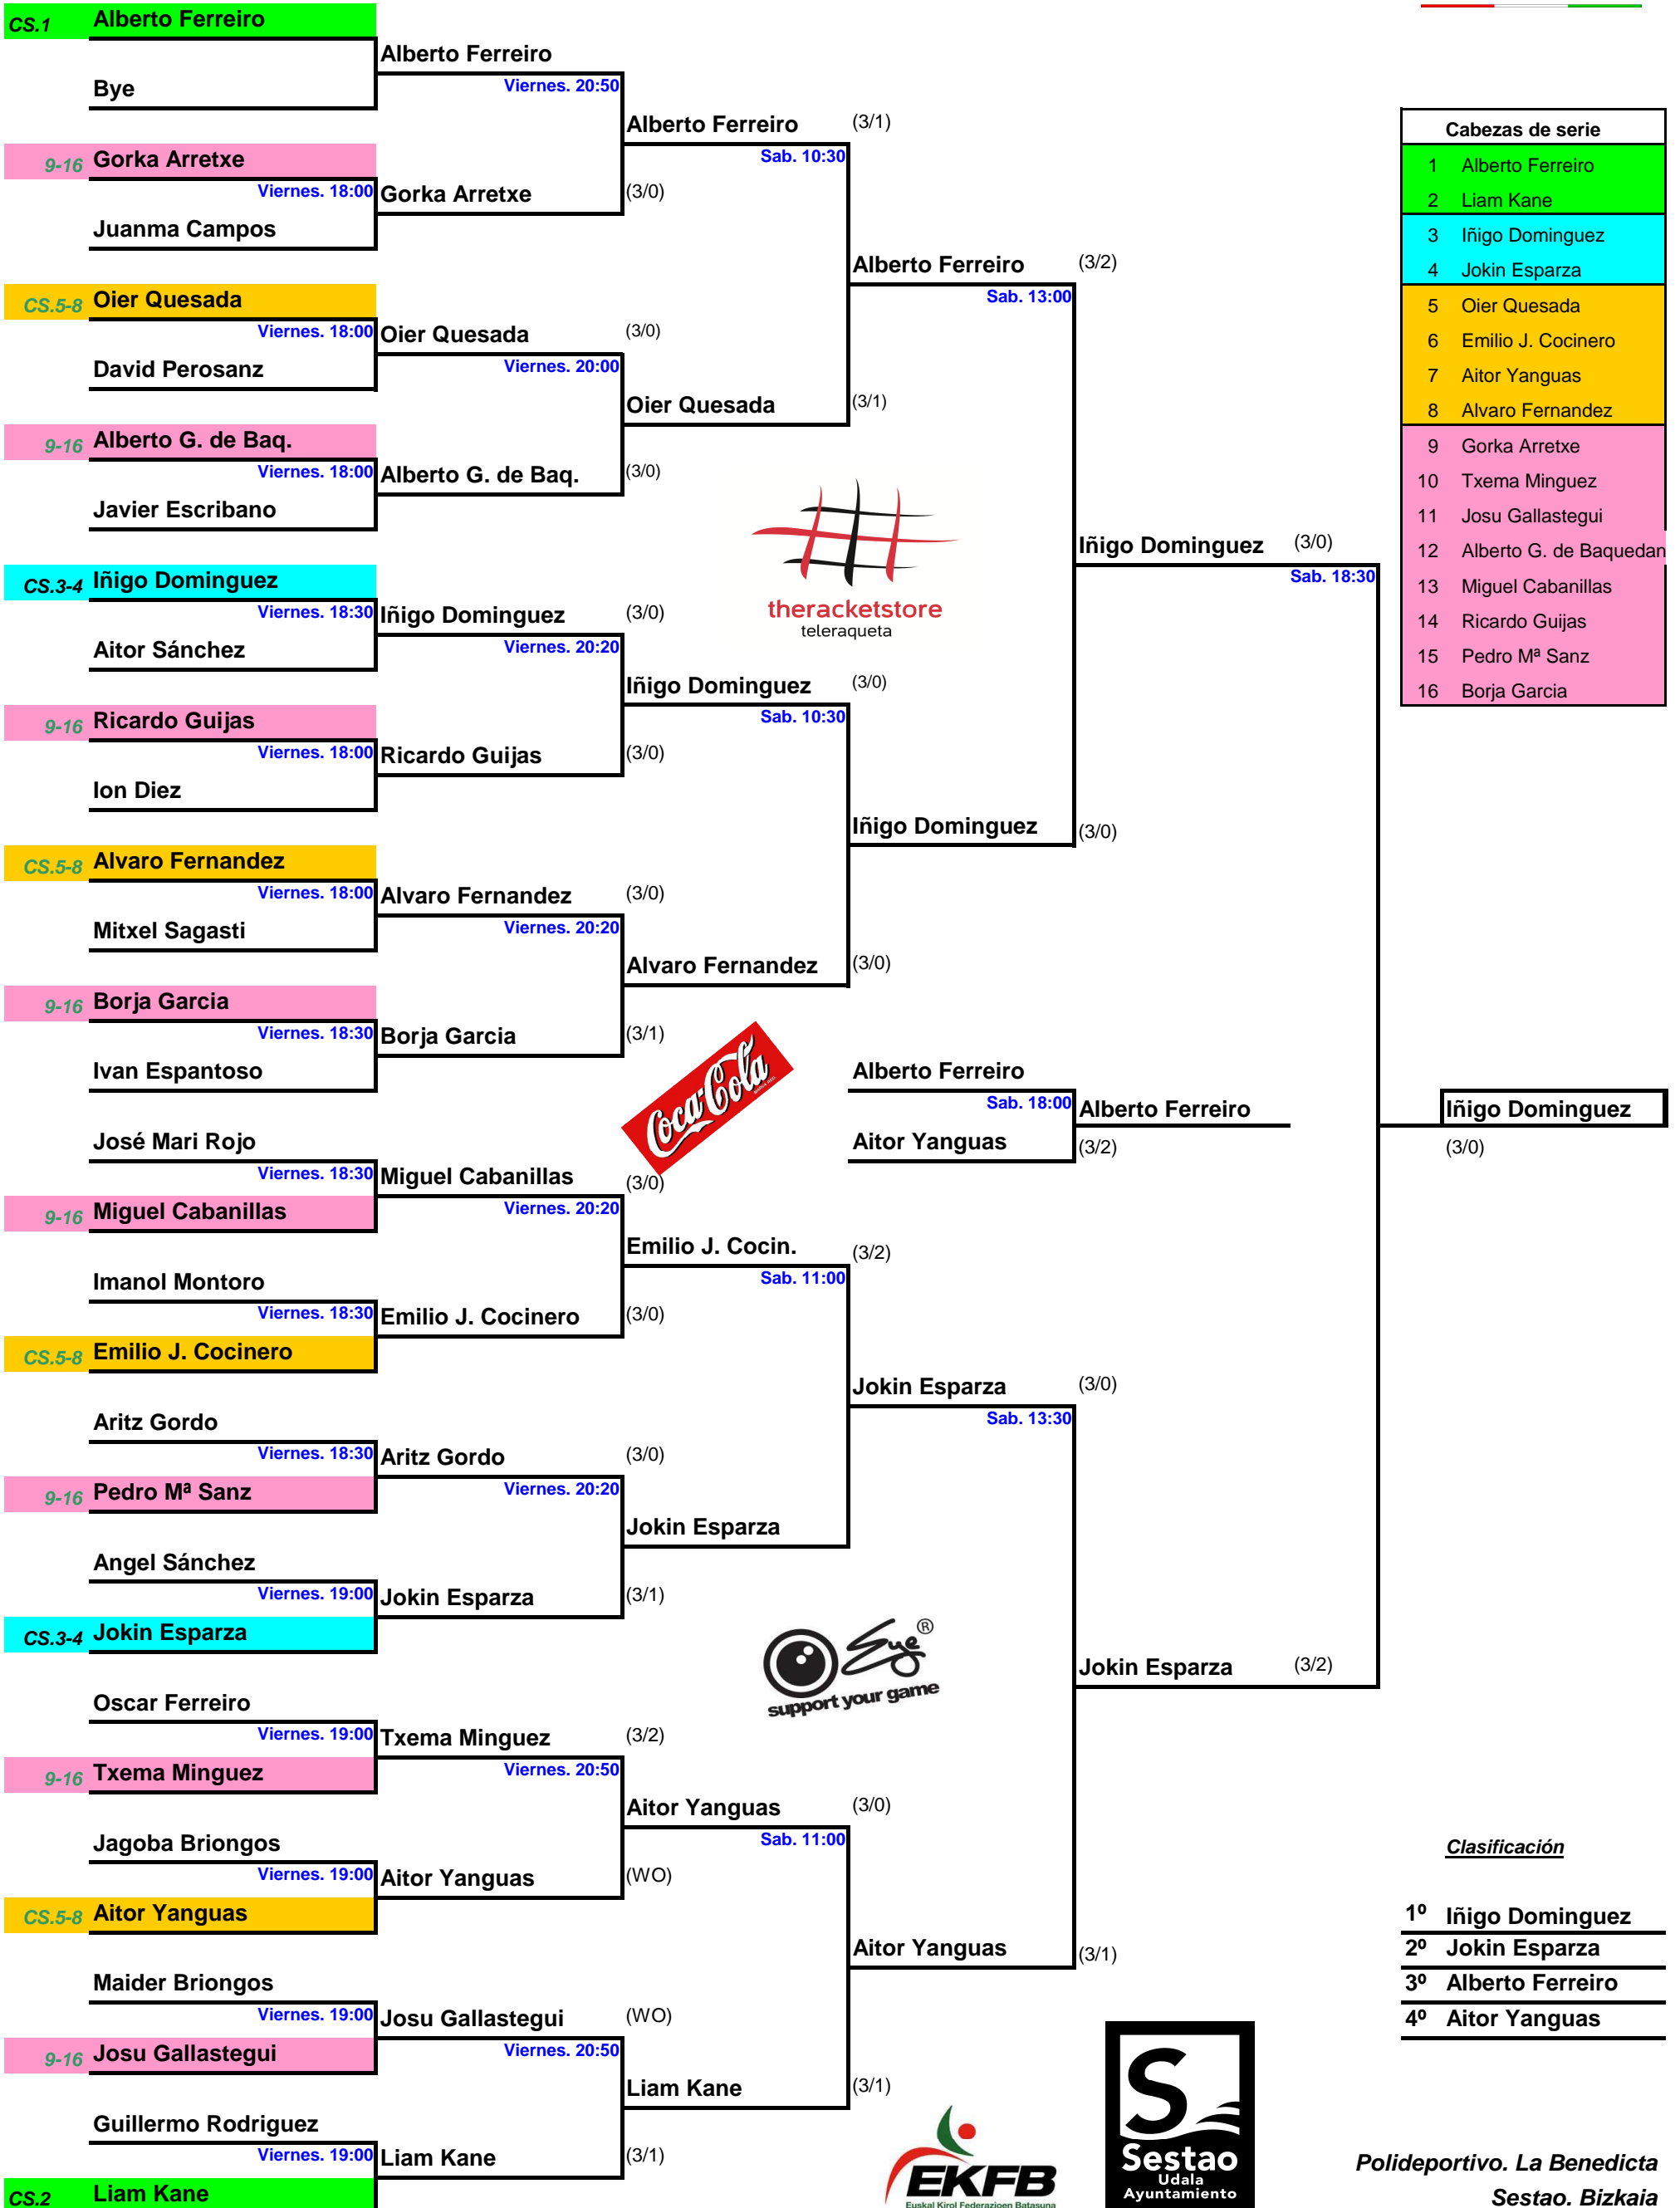 CS.1 Alberto Ferreiro
Alberto Ferreiro
Viernes. 20:50
Bye
Alberto Ferreiro (3/1)
Sab. 10:30
9-16 Gorka Arretxe
Viernes. 18:00
Gorka Arretxe (3/0)
Juanma Campos
Alberto Ferreiro (3/2)
Sab. 13:00
CS.5-8 Oier Quesada
Viernes. 18:00
Oier Quesada (3/0)
Viernes. 20:00
David Perosanz
Oier Quesada (3/1)
9-16 Alberto G. de Baq.
Viernes. 18:00
Alberto G. de Baq. (3/0)
Javier Escribano
theracketstore
teleraqueta
Iñigo Dominguez (3/0)
Sab. 18:30
CS.3-4 Iñigo Dominguez
Viernes. 18:30
Iñigo Dominguez (3/0)
Viernes. 20:20
Aitor Sánchez
Iñigo Dominguez (3/0)
Sab. 10:30
9-16 Ricardo Guijas
Viernes. 18:00
Ricardo Guijas (3/0)
Ion Diez
Iñigo Dominguez (3/0)
CS.5-8 Alvaro Fernandez
Viernes. 18:00
Alvaro Fernandez (3/0)
Viernes. 20:20
Mitxel Sagasti
Alvaro Fernandez (3/0)
9-16 Borja Garcia
Viernes. 18:30
Borja Garcia (3/1)
Ivan Espantoso
Coca-Cola
Alberto Ferreiro
Sab. 18:00
Alberto Ferreiro
Aitor Yanguas (3/2)
Iñigo Dominguez
(3/0)
José Mari Rojo
Viernes. 18:30
Miguel Cabanillas (3/0)
Viernes. 20:20
9-16 Miguel Cabanillas
Emilio J. Cocin. (3/2)
Sab. 11:00
Imanol Montoro
Viernes. 18:30
Emilio J. Cocinero (3/0)
CS.5-8 Emilio J. Cocinero
Jokin Esparza (3/0)
Sab. 13:30
Aritz Gordo
Viernes. 18:30
Aritz Gordo (3/0)
Viernes. 20:20
9-16 Pedro Mª Sanz
Jokin Esparza
Angel Sánchez
Viernes. 19:00
Jokin Esparza (3/1)
CS.3-4 Jokin Esparza
Eye ®
support your game
Jokin Esparza (3/2)
Oscar Ferreiro
Viernes. 19:00
Txema Minguez (3/2)
Viernes. 20:50
9-16 Txema Minguez
Aitor Yanguas (3/0)
Sab. 11:00
Jagoba Briongos
Viernes. 19:00
Aitor Yanguas (WO)
CS.5-8 Aitor Yanguas
Aitor Yanguas (3/1)
Maider Briongos
Viernes. 19:00
Josu Gallastegui (WO)
Viernes. 20:50
9-16 Josu Gallastegui
Liam Kane (3/1)
Guillermo Rodriguez
Viernes. 19:00
Liam Kane (3/1)
CS.2 Liam Kane
Cabezas de serie
1 Alberto Ferreiro
2 Liam Kane
3 Iñigo Dominguez
4 Jokin Esparza
5 Oier Quesada
6 Emilio J. Cocinero
7 Aitor Yanguas
8 Alvaro Fernandez
9 Gorka Arretxe
10 Txema Minguez
11 Josu Gallastegui
12 Alberto G. de Baquedan
13 Miguel Cabanillas
14 Ricardo Guijas
15 Pedro Mª Sanz
16 Borja Garcia
Clasificación
1º Iñigo Dominguez
2º Jokin Esparza
3º Alberto Ferreiro
4º Aitor Yanguas
EKFB
Euskal Kirol Federazioen Batasuna
S
Sestao
Udala
Ayuntamiento
Polideportivo. La Benedicta
Sestao. Bizkaia